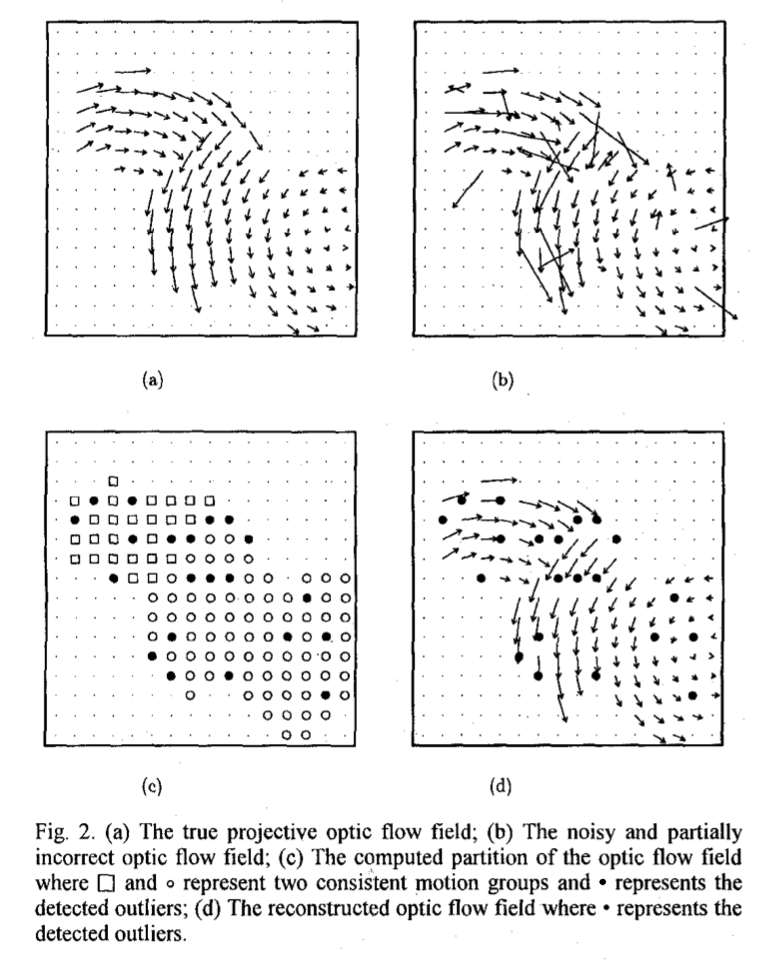 (a)
(b)
(c)
(d)
Fig. 2. (a) The true projective optic flow field; (b) The noisy and partially
incorrect optic flow field; (c) The computed partition of the optic flow field
where □ and ∘ represent two consistent motion groups and • represents the
detected outliers; (d) The reconstructed optic flow field where • represents the
detected outliers.